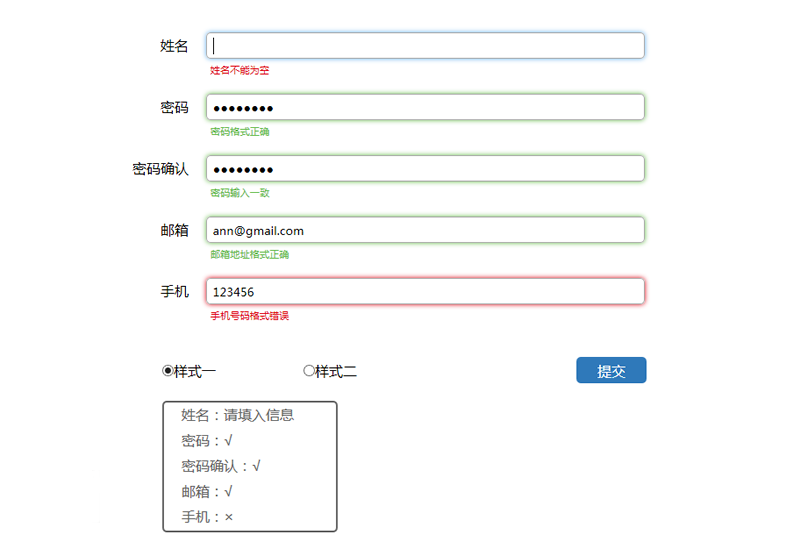 姓名
姓名不能为空
密码 ●●●●●●●●
密码格式正确
密码确认 ●●●●●●●●
密码输入一致
邮箱 ann@gmail.com
邮箱地址格式正确
手机 123456
手机号码格式错误
样式一 样式二 提交
姓名：请填入信息
密码：√
密码确认：√
邮箱：√
手机：×